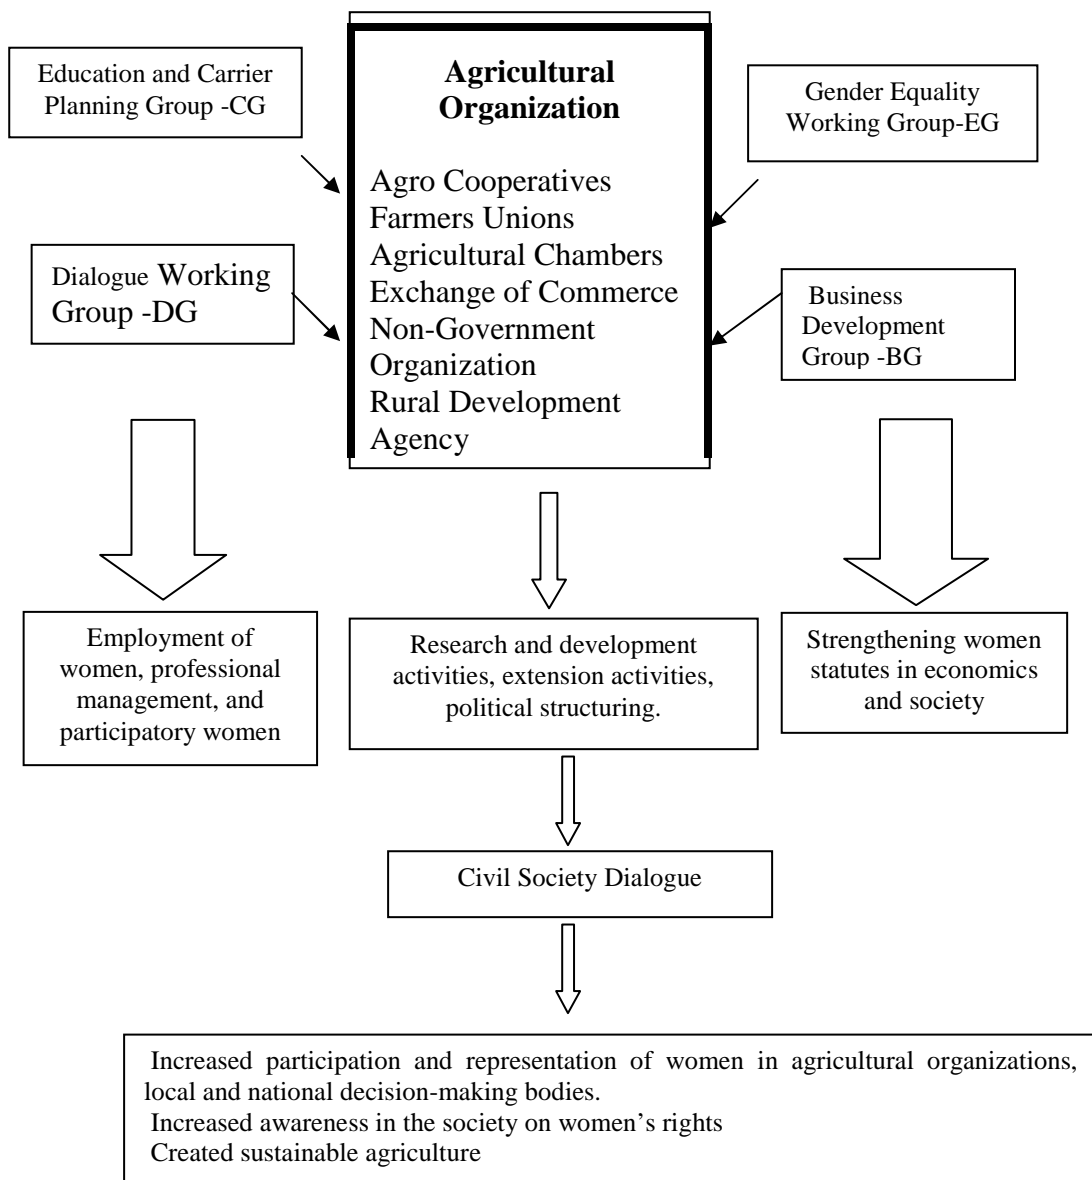 Education and Carrier
Planning Group -CG
Agricultural
Organization
Agro Cooperatives
Farmers Unions
Agricultural Chambers
Exchange of Commerce
Non-Government
Organization
Rural Development
Agency
Gender Equality
Working Group-EG
Dialogue Working
Group -DG
Business
Development
Group -BG
Employment of
women, professional
management, and
participatory women
Research and development
activities, extension activities,
political structuring.
Strengthening women
statutes in economics
and society
Civil Society Dialogue
Increased participation and representation of women in agricultural organizations,
local and national decision-making bodies.
Increased awareness in the society on women’s rights
Created sustainable agriculture